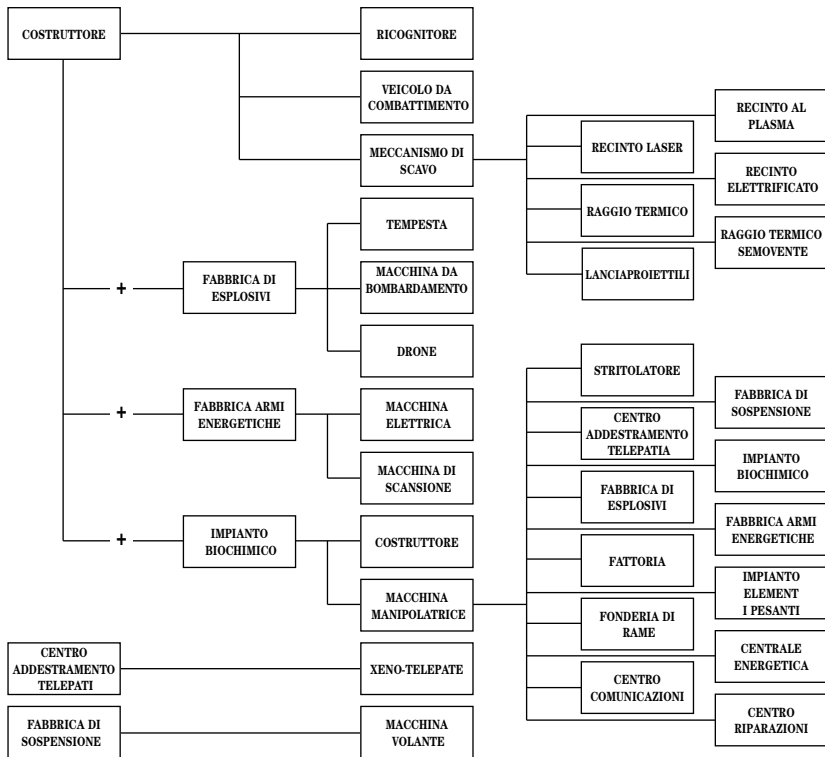 COSTRUTTORE
RICOGNITORE
VEICOLO DA
COMBATTIMENTO
MECCANISMO DI
SCAVO
RECINTO AL
PLASMA
RECINTO LASER
RECINTO
ELETTRIFICATO
RAGGIO TERMICO
RAGGIO TERMICO
SEMOVENTE
LANCIAPROIETTILI
TEMPESTA
+
FABBRICA DI
ESPLOSIVI
MACCHINA DA
BOMBARDAMENTO
DRONE
+
FABBRICA ARMI
ENERGETICHE
MACCHINA
ELETTRICA
MACCHINA DI
SCANSIONE
+
IMPIANTO
BIOCHIMICO
COSTRUTTORE
MACCHINA
MANIPOLATRICE
STRITOLATORE
FABBRICA DI
SOSPENSIONE
CENTRO
ADDESTRAMENTO
TELEPATIA
IMPIANTO
BIOCHIMICO
FABBRICA DI
ESPLOSIVI
FABBRICA ARMI
ENERGETICHE
FATTORIA
IMPIANTO
ELEMENT
I PESANTI
FONDERIA DI
RAME
CENTRALE
ENERGETICA
CENTRO
COMUNICAZIONI
CENTRO
RIPARAZIONI
CENTRO
ADDESTRAMENTO
TELEPATI
XENO-TELEPATE
FABBRICA DI
SOSPENSIONE
MACCHINA
VOLANTE